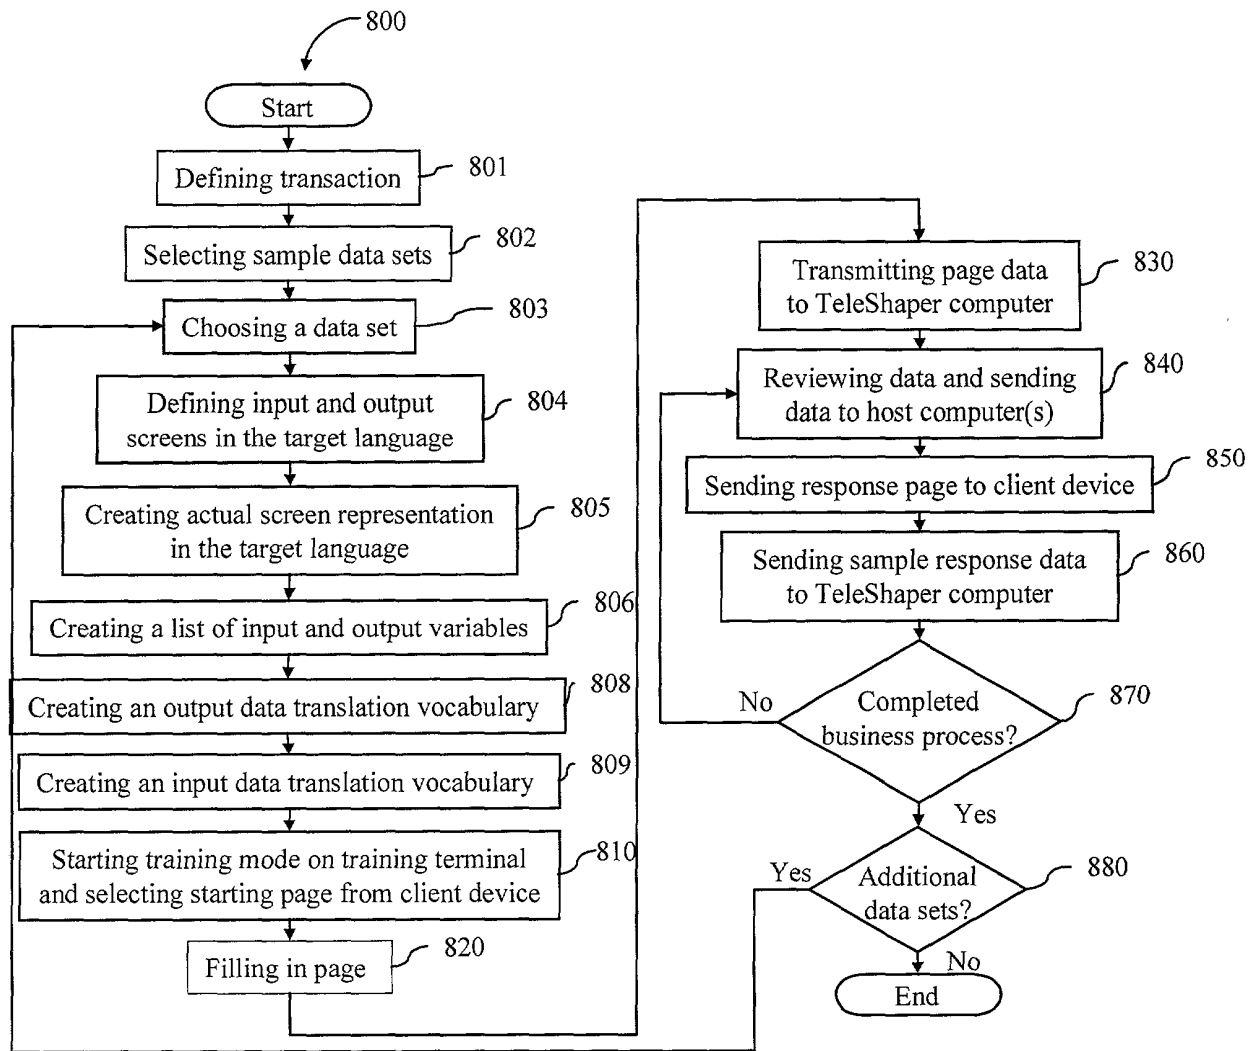 800
Start
Defining transaction
801
Selecting sample data sets
802
Choosing a data set
803
Defining input and output
screens in the target language
804
Creating actual screen representation
in the target language
805
Creating a list of input and output variables
806
Creating an output data translation vocabulary
808
Creating an input data translation vocabulary
809
Starting training mode on training terminal
and selecting starting page from client device
810
Filling in page
820
Transmitting page data
to TeleShaper computer
830
Reviewing data and sending
data to host computer(s)
840
Sending response page to client device
850
Sending sample response data
to TeleShaper computer
860
Completed
business process?
870
No
Yes
Additional
data sets?
880
Yes
No
End